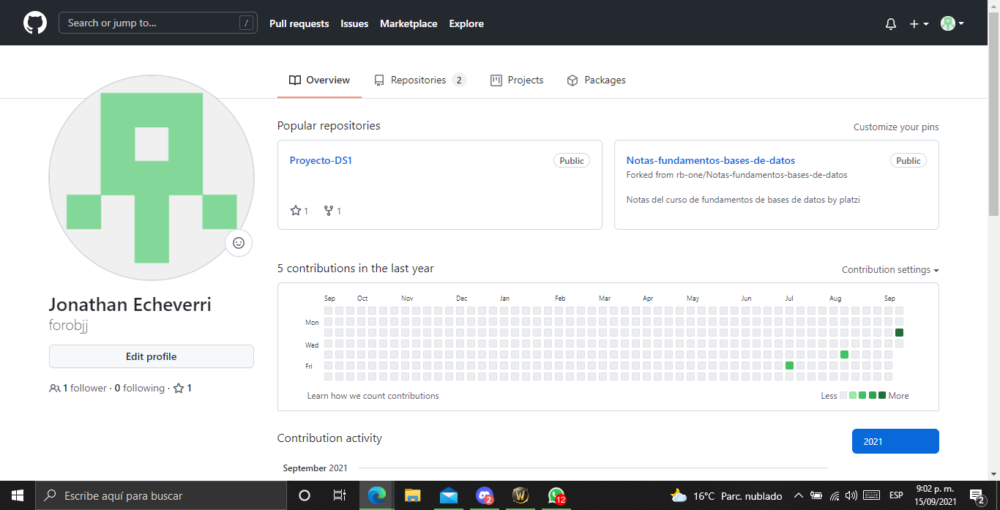 Search or jump to... /
Pull requests Issues Marketplace Explore
Overview Repositories 2 Projects Packages
Popular repositories Customize your pins
Proyecto-DS1 Public
1 1
Notas-fundamentos-bases-de-datos Public
Forked from rb-one/Notas-fundamentos-bases-de-datos
Notas del curso de fundamentos de bases de datos by platzi
Jonathan Echeverri
forobjj
Edit profile
1 follower · 0 following · 1
5 contributions in the last year Contribution settings
Sep Oct Nov Dec Jan Feb Mar Apr May Jun Jul Aug Sep
Mon
Wed
Fri
Learn how we count contributions Less More
Contribution activity 2021
September 2021
Escribe aquí para buscar
2
W
12
16°C Parc. nublado
ESP
9:02 p. m.
15/09/2021
2